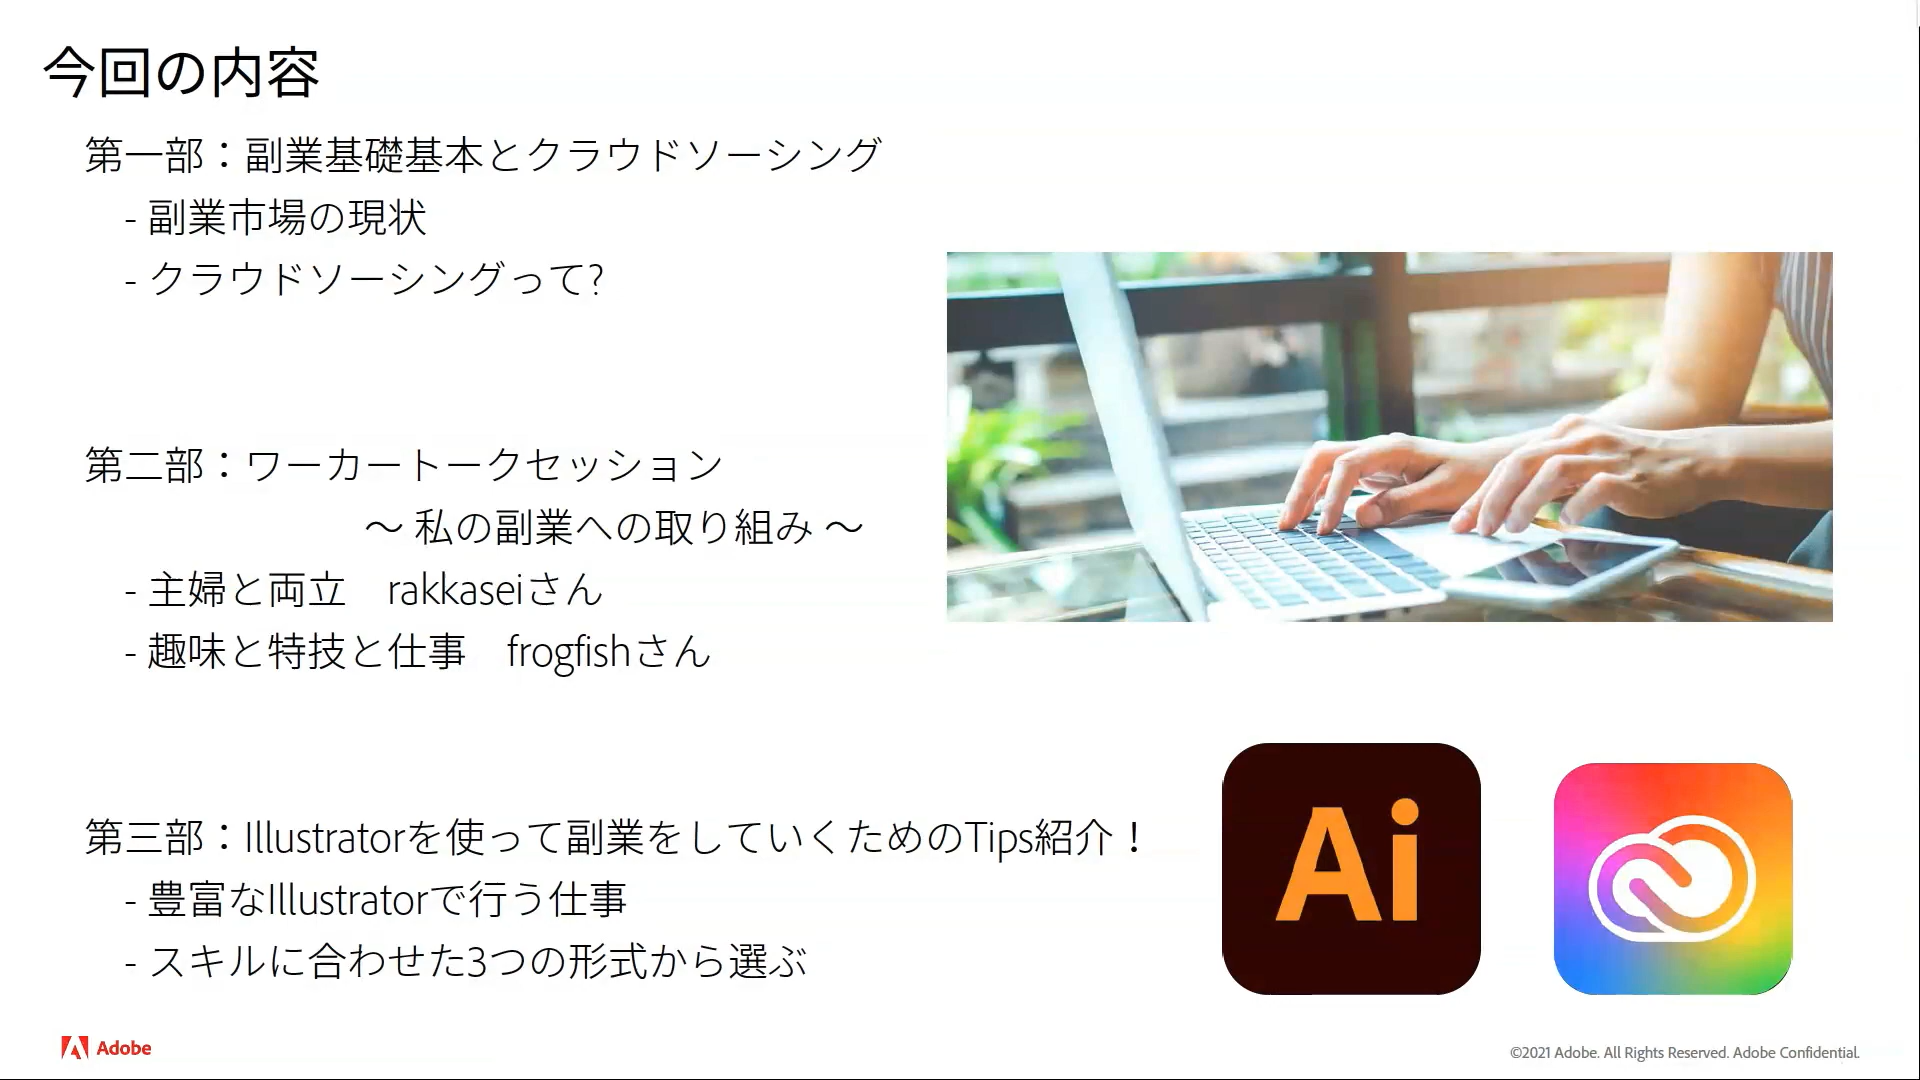 今回の内容
第一部：副業基礎基本とクラウドソーシング
- 副業市場の現状
- クラウドソーシングって?
第二部：ワーカートークセッション
～ 私の副業への取り組み ～
- 主婦と両立　rakkaseiさん
- 趣味と特技と仕事　frogfishさん
第三部：Illustratorを使って副業をしていくためのTips紹介！
- 豊富なIllustratorで行う仕事
- スキルに合わせた3つの形式から選ぶ
Ai
Adobe
©2021 Adobe. All Rights Reserved. Adobe Confidential.